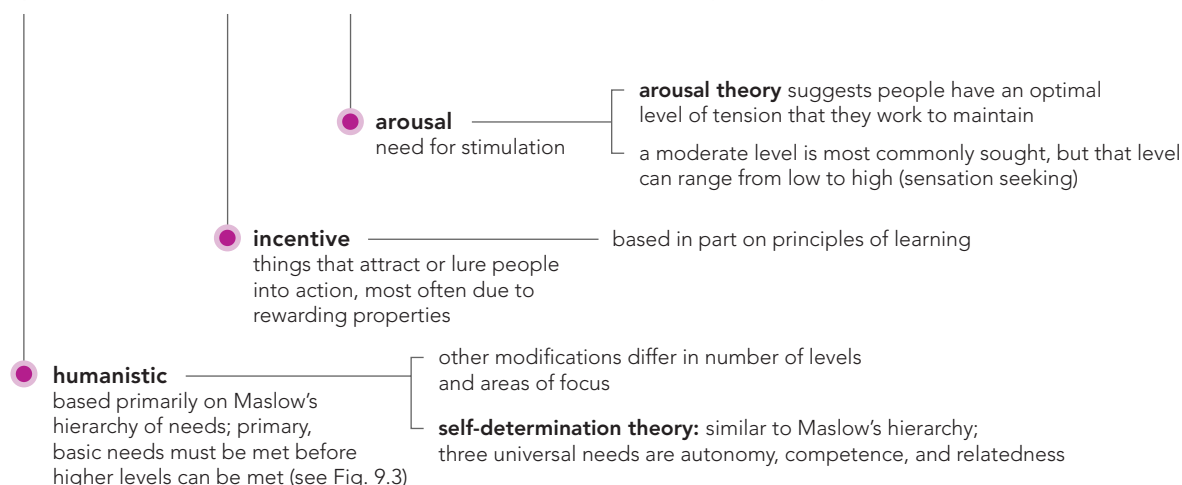 arousal
need for stimulation
arousal theory suggests people have an optimal
level of tension that they work to maintain
a moderate level is most commonly sought, but that level
can range from low to high (sensation seeking)
incentive
things that attract or lure people
into action, most often due to
rewarding properties
based in part on principles of learning
humanistic
based primarily on Maslow’s
hierarchy of needs; primary,
basic needs must be met before
higher levels can be met (see Fig. 9.3)
other modifications differ in number of levels
and areas of focus
self-determination theory: similar to Maslow’s hierarchy;
three universal needs are autonomy, competence, and relatedness